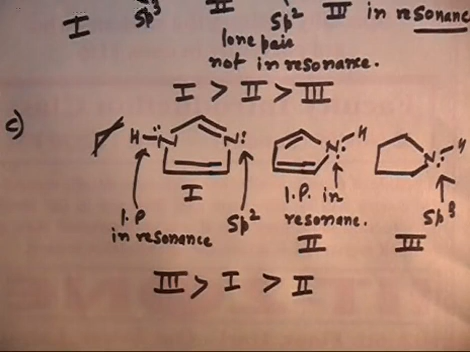 I sp³ II sp² III in resonance
lone pair
not in resonance.
I > II > III
c) H-N: N: N-H N-H
I
l.p in resonance sp² l.p. in resonance. sp³
II III
III > I > II